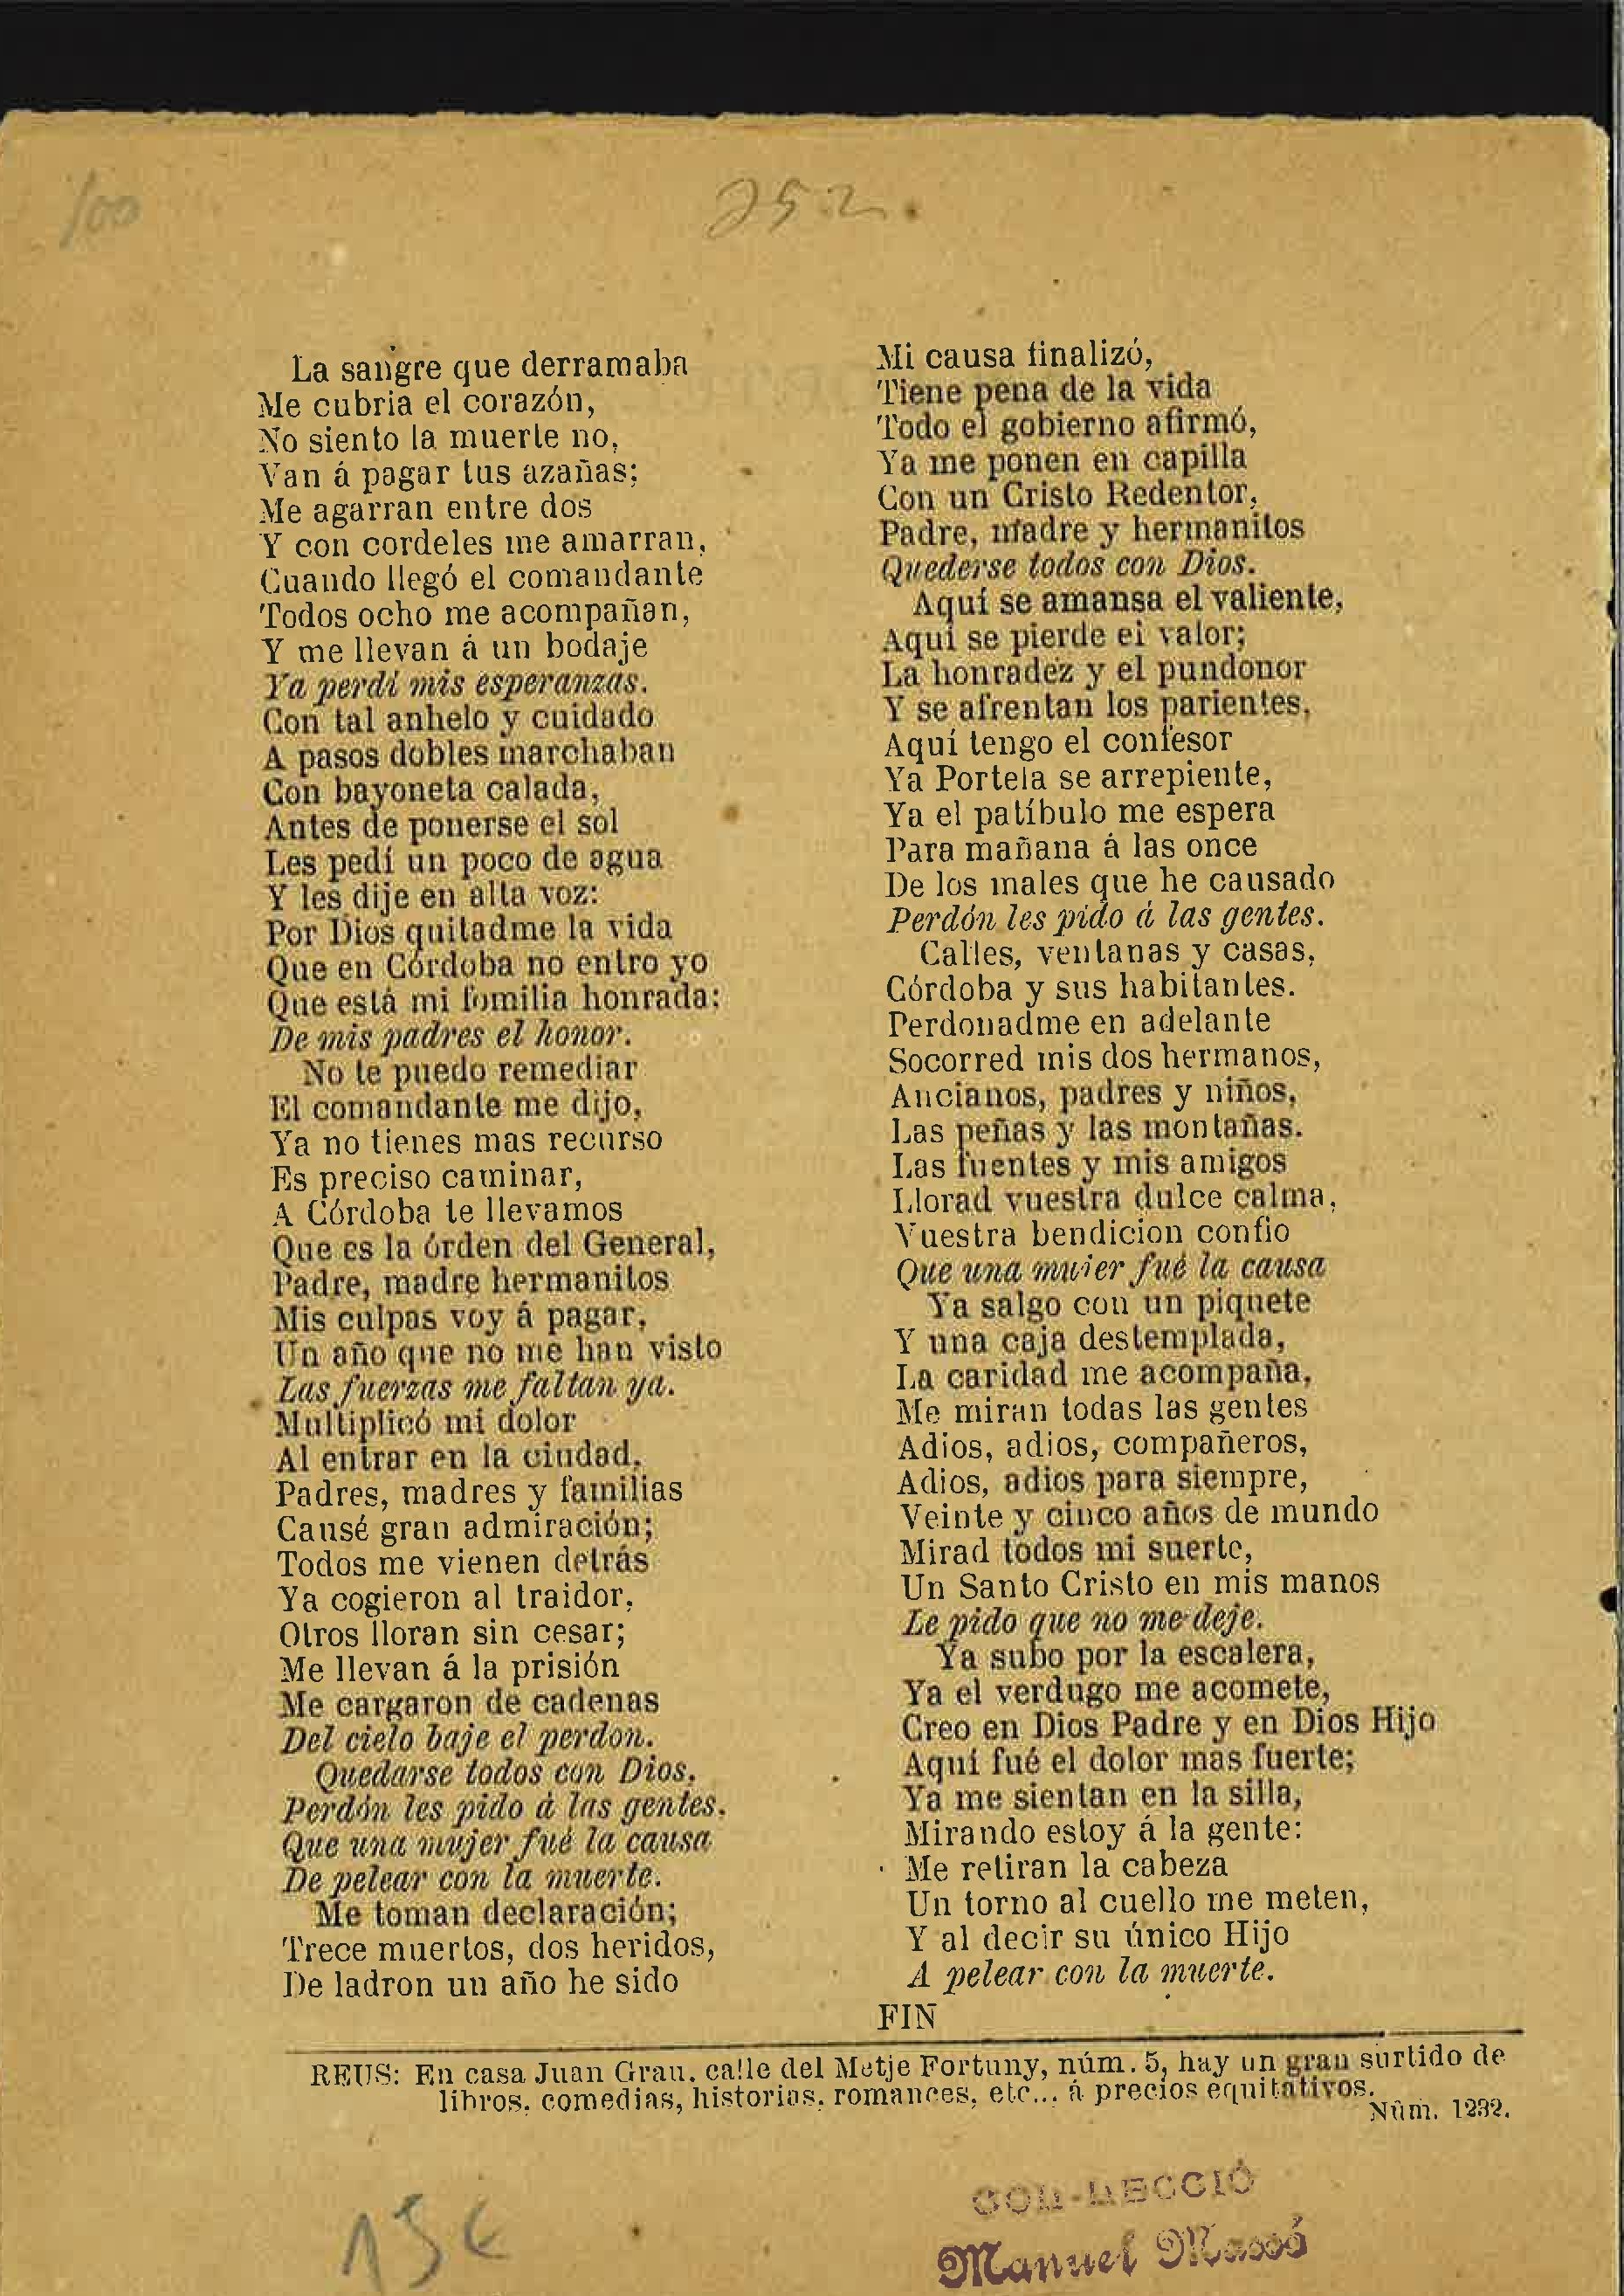 100
252.
La sangre que derramaba
Me cubria el corazón,
No siento la muerte no,
Van á pagar tus azañas;
Me agarran entre dos
Y con cordeles me amarran,
Cuando llegó el comandante
Todos ocho me acompañan,
Y me llevan á un bodaje
Ya perdí mis esperanzas.
Con tal anhelo y cuidado
A pasos dobles marchaban
Con bayoneta calada,
Antes de ponerse el sol
Les pedí un poco de agua
Y les dije en alta voz:
Por Dios quitadme la vida
Que en Córdoba no entro yo
Que está mi fomilia honrada;
De mis padres el honor.
No te puedo remediar
El comandante me dijo,
Ya no tienes mas recurso
Es preciso caminar,
A Córdoba te llevamos
Que es la órden del General,
Padre, madre hermanitos
Mis culpas voy á pagar,
Un año que no me han visto
Las fuerzas me faltan ya.
Multiplicó mi dolor
Al entrar en la ciudad,
Padres, madres y familias
Causé gran admiración;
Todos me vienen detrás
Ya cogieron al traidor,
Otros lloran sin cesar;
Me llevan á la prisión
Me cargaron de cadenas
Del cielo baje el perdon.
Quedarse todos con Dios,
Perdón les pido á las gentes.
Que una mujer fué la causa
De pelear con la muerte.
Me toman declaración;
Trece muertos, dos heridos,
De ladron un año he sido
Mi causa finalizó,
Tiene pena de la vida
Todo el gobierno afirmó,
Ya me ponen en capilla
Con un Cristo Redentor,
Padre, madre y hermanitos
Quederse todos con Dios.
Aquí se amansa el valiente,
Aqui se pierde ei valor;
La honradez y el pundonor
Y se afrentan los parientes,
Aquí tengo el confesor
Ya Portela se arrepiente,
Ya el patíbulo me espera
Para mañana á las once
De los males que he causado
Perdón les pido á las gentes.
Calles, ventanas y casas,
Córdoba y sus habitantes.
Perdonadme en adelante
Socorred mis dos hermanos,
Ancianos, padres y niños,
Las peñas y las montañas.
Las fuentes y mis amigos
Llorad vuestra dulce calma,
Vuestra bendicion confio
Que una mujer fué la causa
Ya salgo con un piquete
Y una caja destemplada,
La caridad me acompaña,
Me miran todas las gentes
Adios, adios, compañeros,
Adios, adios para siempre,
Veinte y cinco años de mundo
Mirad todos mi suerte,
Un Santo Cristo en mis manos
Le pido que no me deje.
Ya subo por la escalera,
Ya el verdugo me acomete,
Creo en Dios Padre y en Dios Hijo
Aquí fué el dolor mas fuerte;
Ya me sientan en la silla,
Mirando estoy á la gente:
Me retiran la cabeza
Un torno al cuello me meten,
Y al decir su único Hijo
A pelear con la muerte.
FIN
REUS: En casa Juan Grau, calle del Metje Fortuny, núm. 5, hay un gran surtido de
libros, comedias, historias, romances, etc... á precios equitativos.
Núm. 1232.
COL·LECCIÓ
Manuel Massó
15€